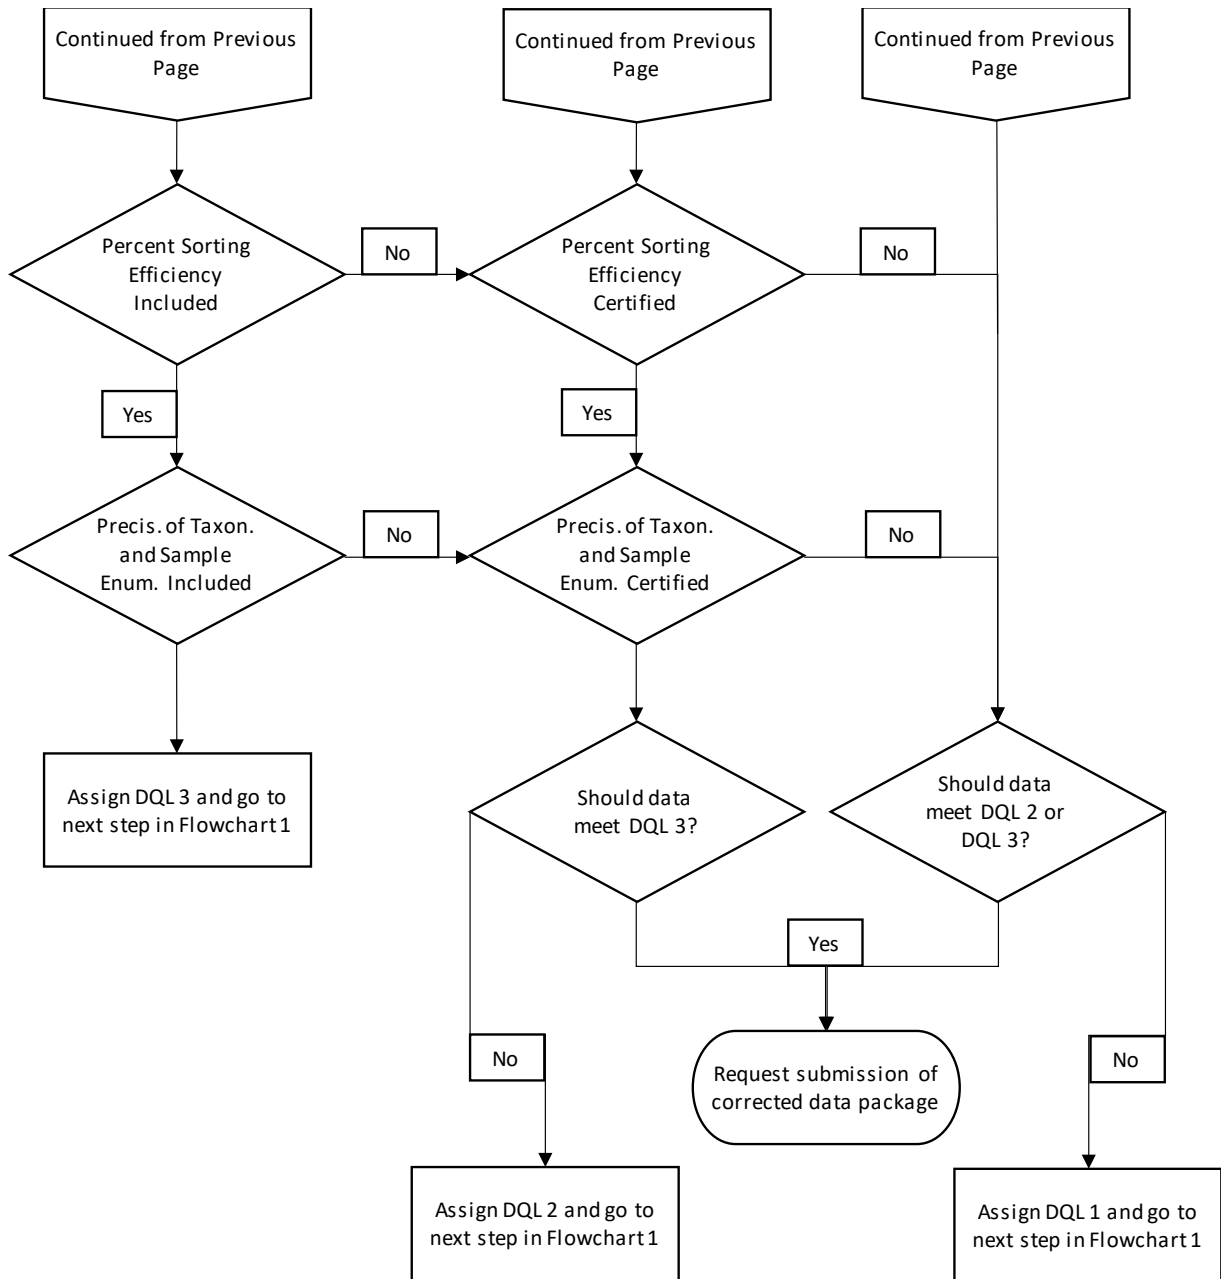 Continued from Previous
Page
Continued from Previous
Page
Continued from Previous
Page
Percent Sorting
Efficiency
Included
No
Percent Sorting
Efficiency
Certified
No
Yes
Yes
Precis. of Taxon.
and Sample
Enum. Included
No
Precis. of Taxon.
and Sample
Enum. Certified
No
Assign DQL 3 and go to
next step in Flowchart 1
Should data
meet DQL 3?
Should data
meet DQL 2 or
DQL 3?
Yes
No
Request submission of
corrected data package
No
Assign DQL 2 and go to
next step in Flowchart 1
Assign DQL 1 and go to
next step in Flowchart 1